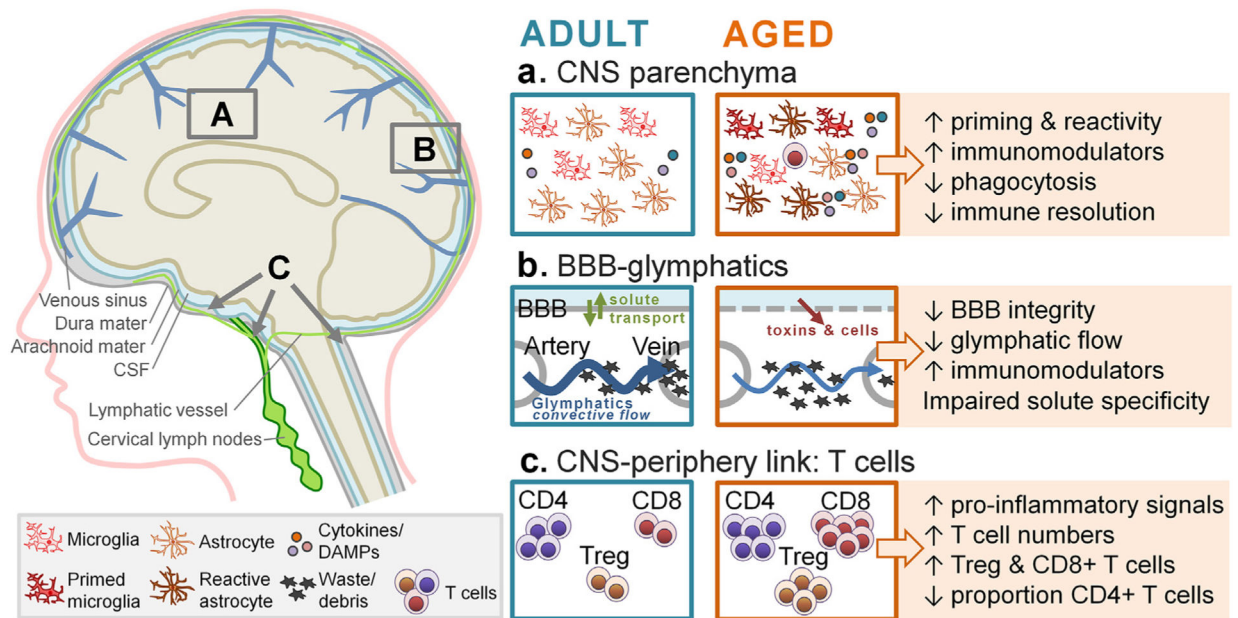 A
B
C
Venous sinus
Dura mater
Arachnoid mater
CSF
Lymphatic vessel
Cervical lymph nodes
Microglia
Astrocyte
Cytokines/
DAMPs
Primed
microglia
Reactive
astrocyte
Waste/
debris
T cells
ADULT
AGED
a. CNS parenchyma
↑ priming & reactivity
↑ immunomodulators
↓ phagocytosis
↓ immune resolution
b. BBB-glymphatics
BBB
solute
transport
Artery
Vein
Glymphatics
convective flow
toxins & cells
↓ BBB integrity
↓ glymphatic flow
↑ immunomodulators
Impaired solute specificity
c. CNS-periphery link: T cells
CD4
CD8
Treg
CD4
CD8
Treg
↑ pro-inflammatory signals
↑ T cell numbers
↑ Treg & CD8+ T cells
↓ proportion CD4+ T cells